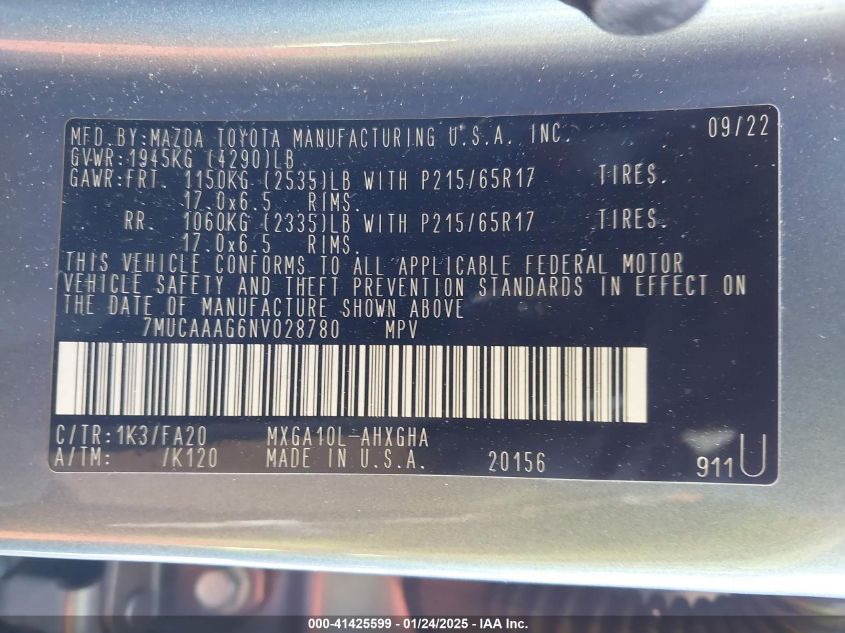 MFD.BY:MAZDA TOYOTA MANUFACTURING U.S.A. INC. 09/22
GVWR:1945KG (4290)LB
GAWR:FRT. 1150KG (2535)LB WITH P215/65R17 TIRES.
17.0x6.5 RIMS.
RR. 1060KG (2335)LB WITH P215/65R17 TIRES.
17.0x6.5 RIMS.
THIS VEHICLE CONFORMS TO ALL APPLICABLE FEDERAL MOTOR
VEHICLE SAFETY AND THEFT PREVENTION STANDARDS IN EFFECT ON
THE DATE OF MANUFACTURE SHOWN ABOVE
7MUCAAAG6NV028780 MPV
C/TR:1K3/FA20 MXGA10L-AHXGHA
A/TM: /K120 MADE IN U.S.A. 20156 911U
000-41425599 - 01/24/2025 - IAA Inc.